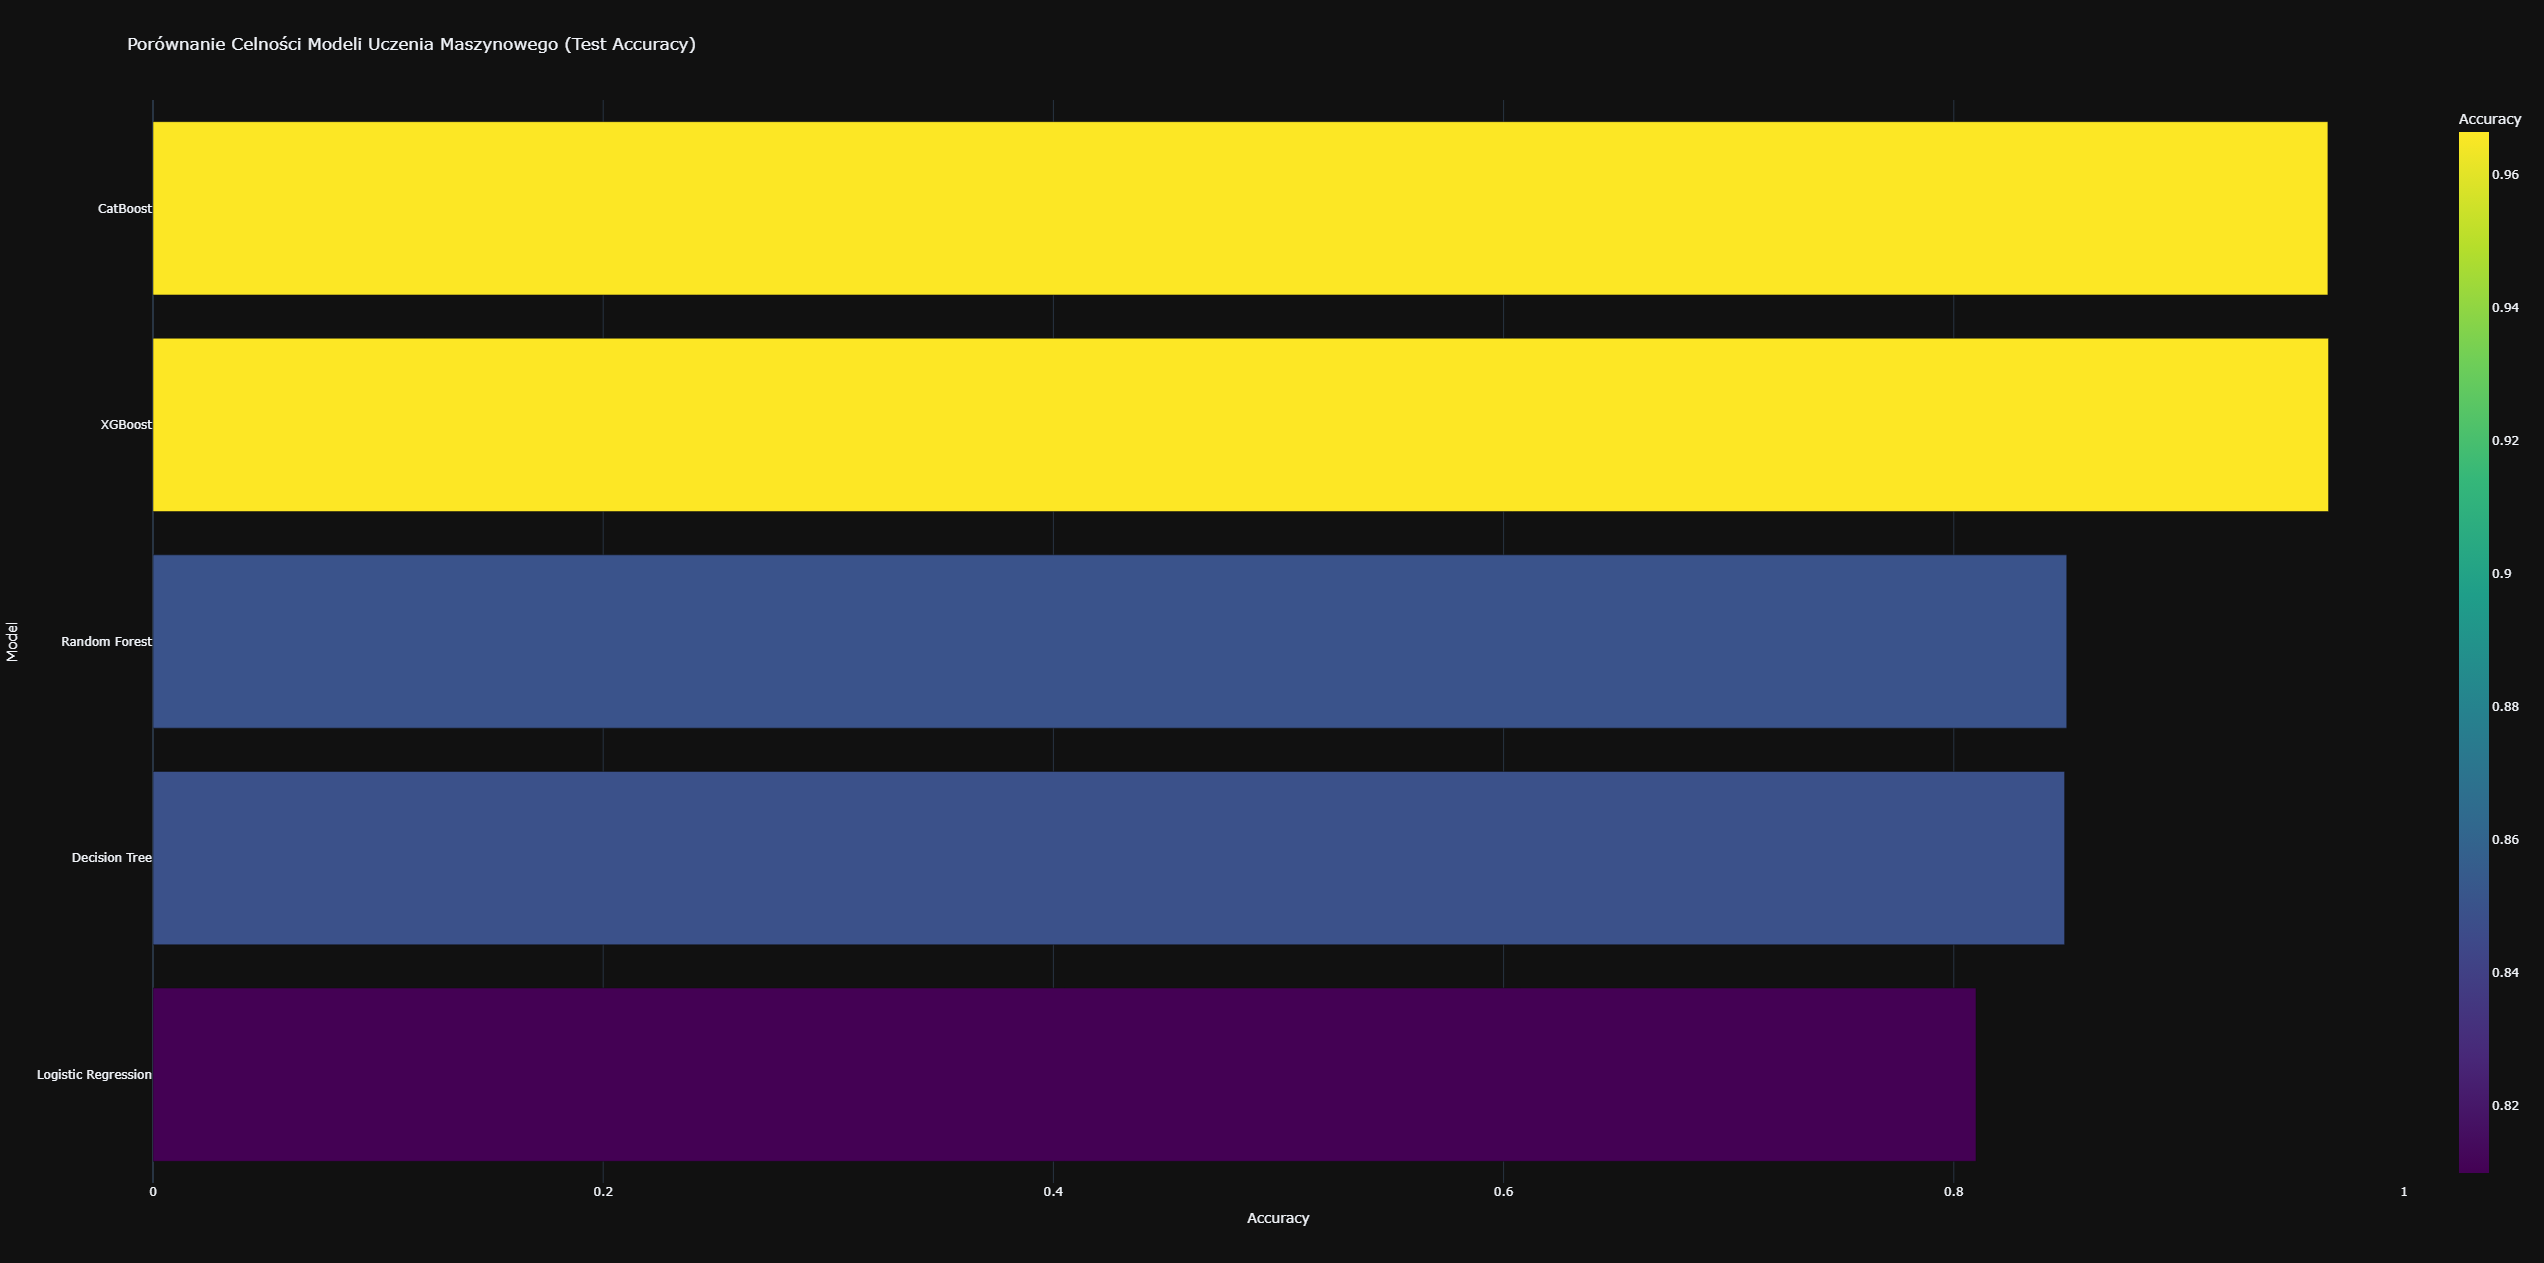 Porównanie Celności Modeli Uczenia Maszynowego (Test Accuracy)
Accuracy
0.96
0.94
0.92
0.9
0.88
0.86
0.84
0.82
Model
CatBoost
XGBoost
Random Forest
Decision Tree
Logistic Regression
0
0.2
0.4
0.6
0.8
1
Accuracy